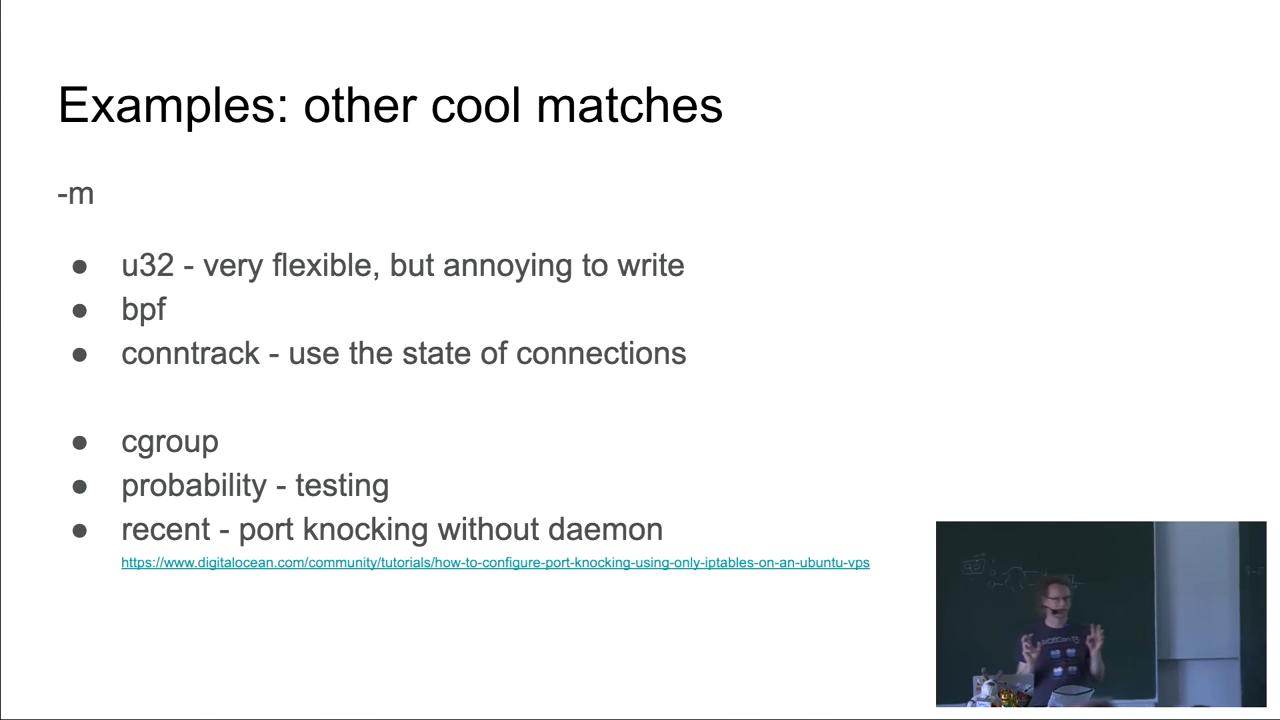 Examples: other cool matches
-m
● u32 - very flexible, but annoying to write
● bpf
● conntrack - use the state of connections
● cgroup
● probability - testing
● recent - port knocking without daemon
https://www.digitalocean.com/community/tutorials/how-to-configure-port-knocking-using-only-iptables-on-an-ubuntu-vps